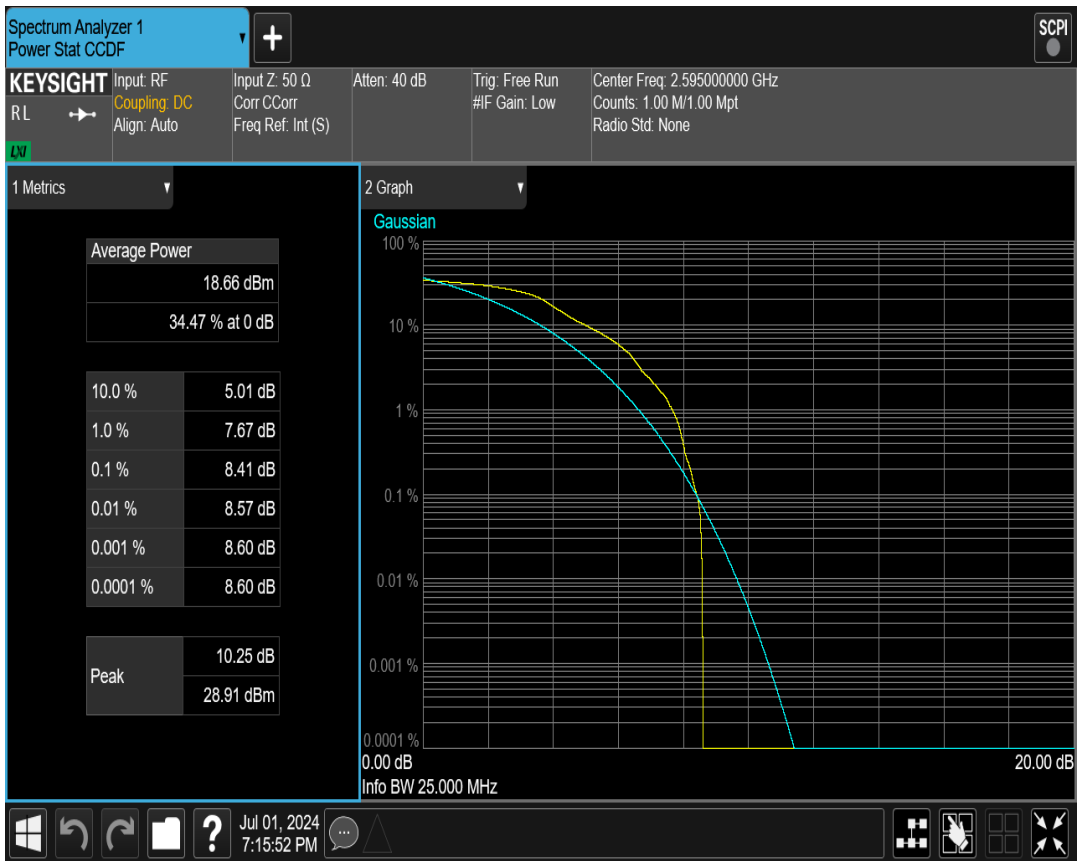 Spectrum Analyzer 1
Power Stat CCDF
+
SCPI
KEYSIGHT
RL
LXI
Input: RF
Coupling: DC
Align: Auto
Input Z: 50 Ω
Corr CCorr
Freq Ref: Int (S)
Atten: 40 dB
Trig: Free Run
#IF Gain: Low
Center Freq: 2.595000000 GHz
Counts: 1.00 M/1.00 Mpt
Radio Std: None
1 Metrics
Average Power
18.66 dBm
34.47 % at 0 dB
10.0 % 5.01 dB
1.0 % 7.67 dB
0.1 % 8.41 dB
0.01 % 8.57 dB
0.001 % 8.60 dB
0.0001 % 8.60 dB
Peak
10.25 dB
28.91 dBm
2 Graph
Gaussian
100 %
10 %
1 %
0.1 %
0.01 %
0.001 %
0.0001 %
0.00 dB 20.00 dB
Info BW 25.000 MHz
?
Jul 01, 2024
7:15:52 PM